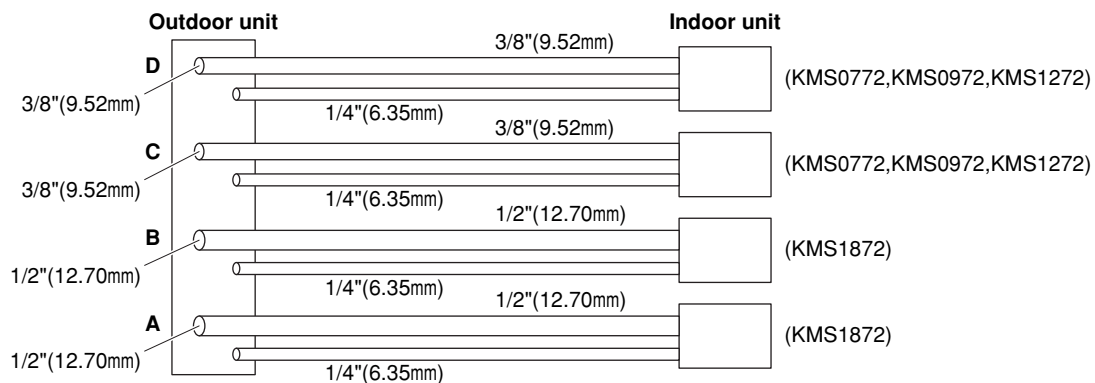 Outdoor unit
Indoor unit
D
3/8"(9.52mm)
(KMS0772,KMS0972,KMS1272)
3/8"(9.52mm)
1/4"(6.35mm)
C
3/8"(9.52mm)
(KMS0772,KMS0972,KMS1272)
3/8"(9.52mm)
1/4"(6.35mm)
B
1/2"(12.70mm)
(KMS1872)
1/2"(12.70mm)
1/4"(6.35mm)
A
1/2"(12.70mm)
(KMS1872)
1/2"(12.70mm)
1/4"(6.35mm)